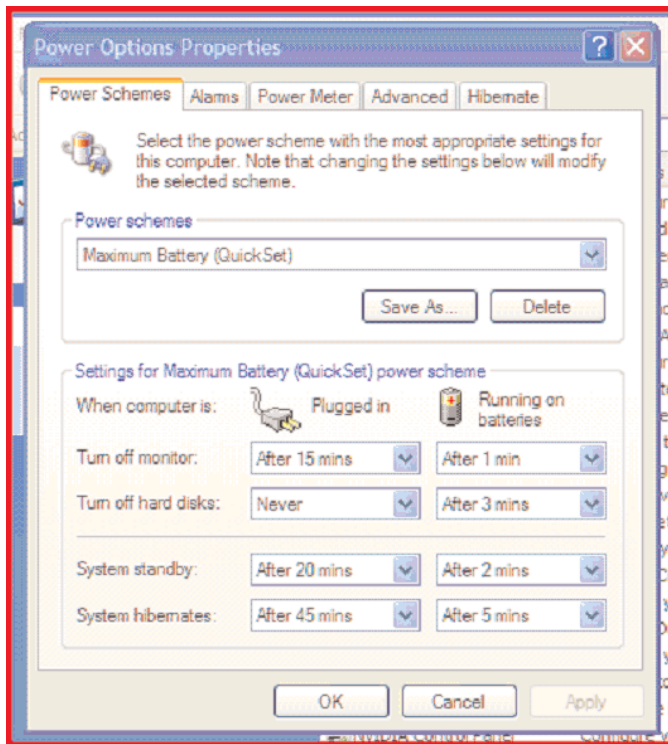 Power Options Properties
Power Schemes Alarms Power Meter Advanced Hibernate
Select the power scheme with the most appropriate settings for
this computer. Note that changing the settings below will modify
the selected scheme.
Power schemes
Maximum Battery (QuickSet)
Save As... Delete
Settings for Maximum Battery (QuickSet) power scheme
When computer is: Plugged in Running on
batteries
Turn off monitor: After 15 mins After 1 min
Turn off hard disks: Never After 3 mins
System standby: After 20 mins After 2 mins
System hibernates: After 45 mins After 5 mins
OK Cancel Apply
NVIDIA Control Panel Configure